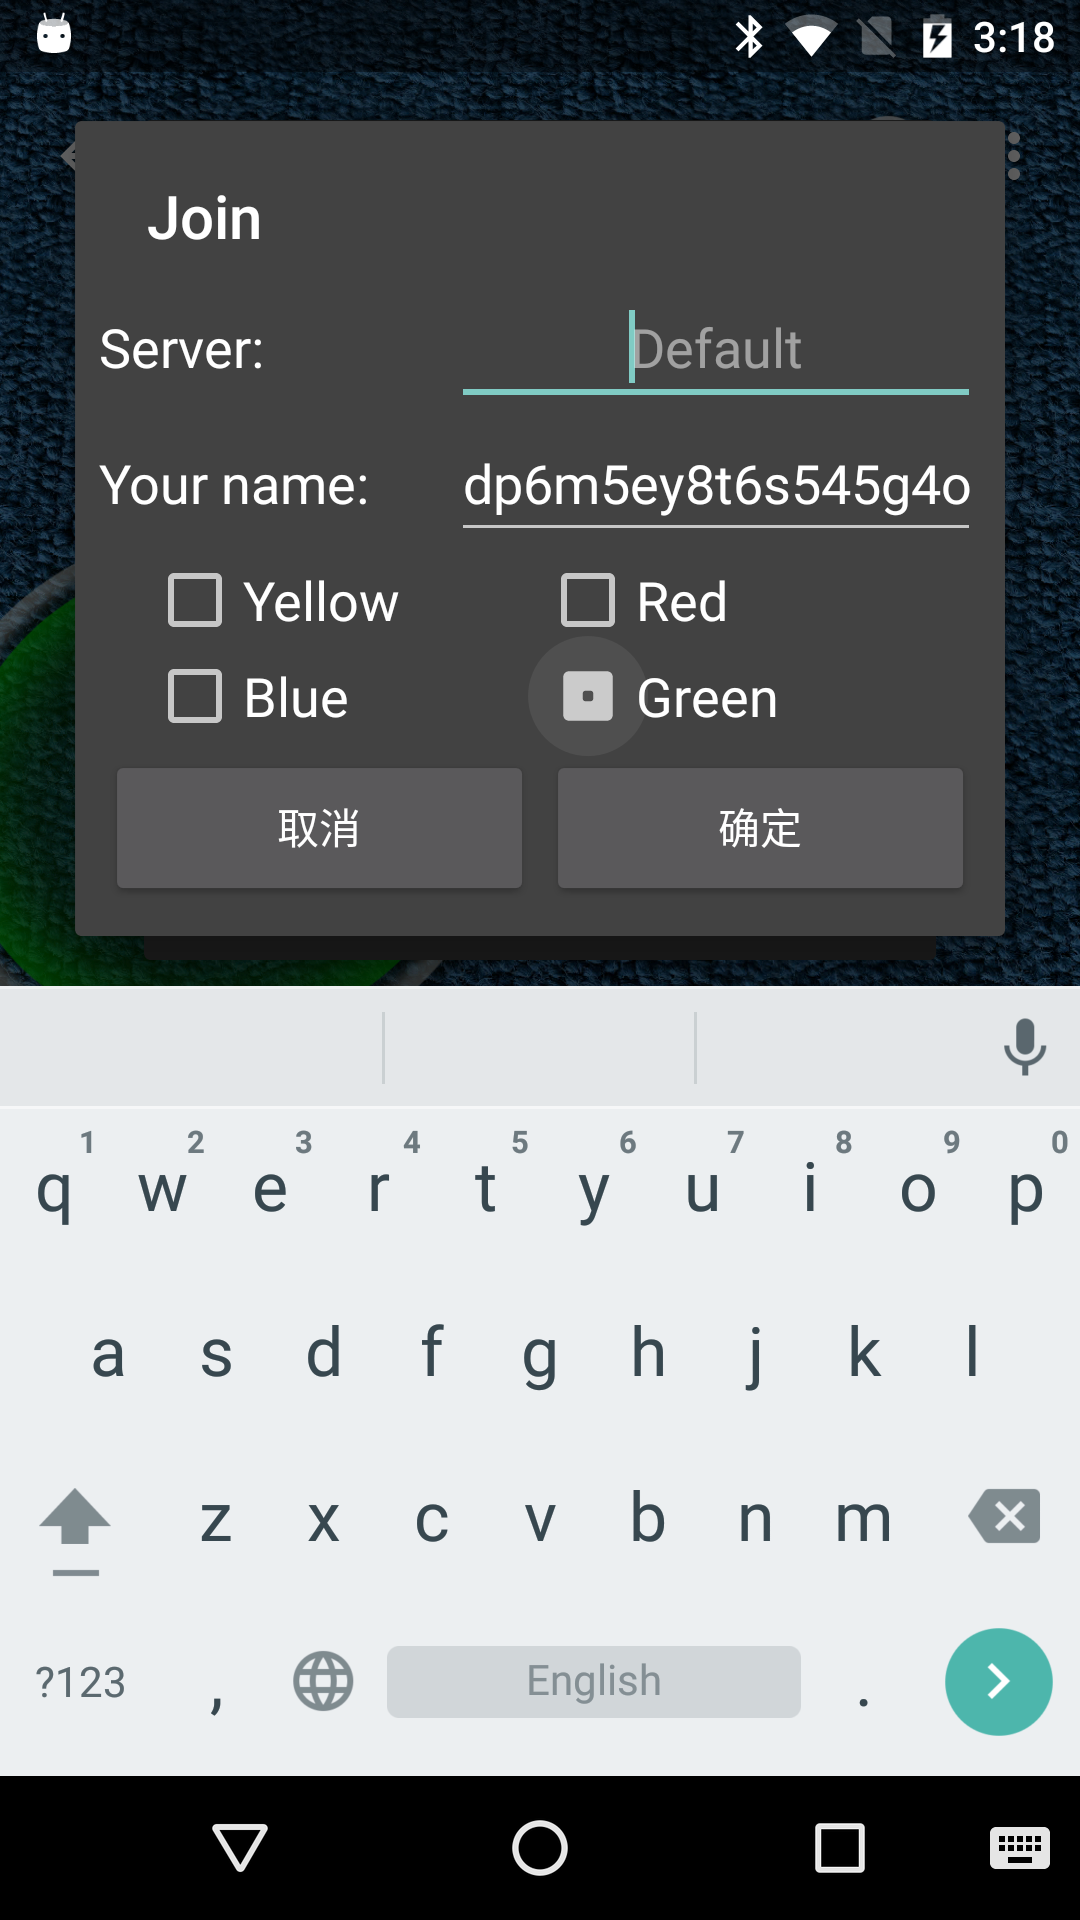 3:18
Join
Server: Default
Your name: dp6m5ey8t6s545g4o
Yellow Red
Blue Green
取消 确定
1 2 3 4 5 6 7 8 9 0
q w e r t y u i o p
a s d f g h j k l
z x c v b n m
?123 , English .